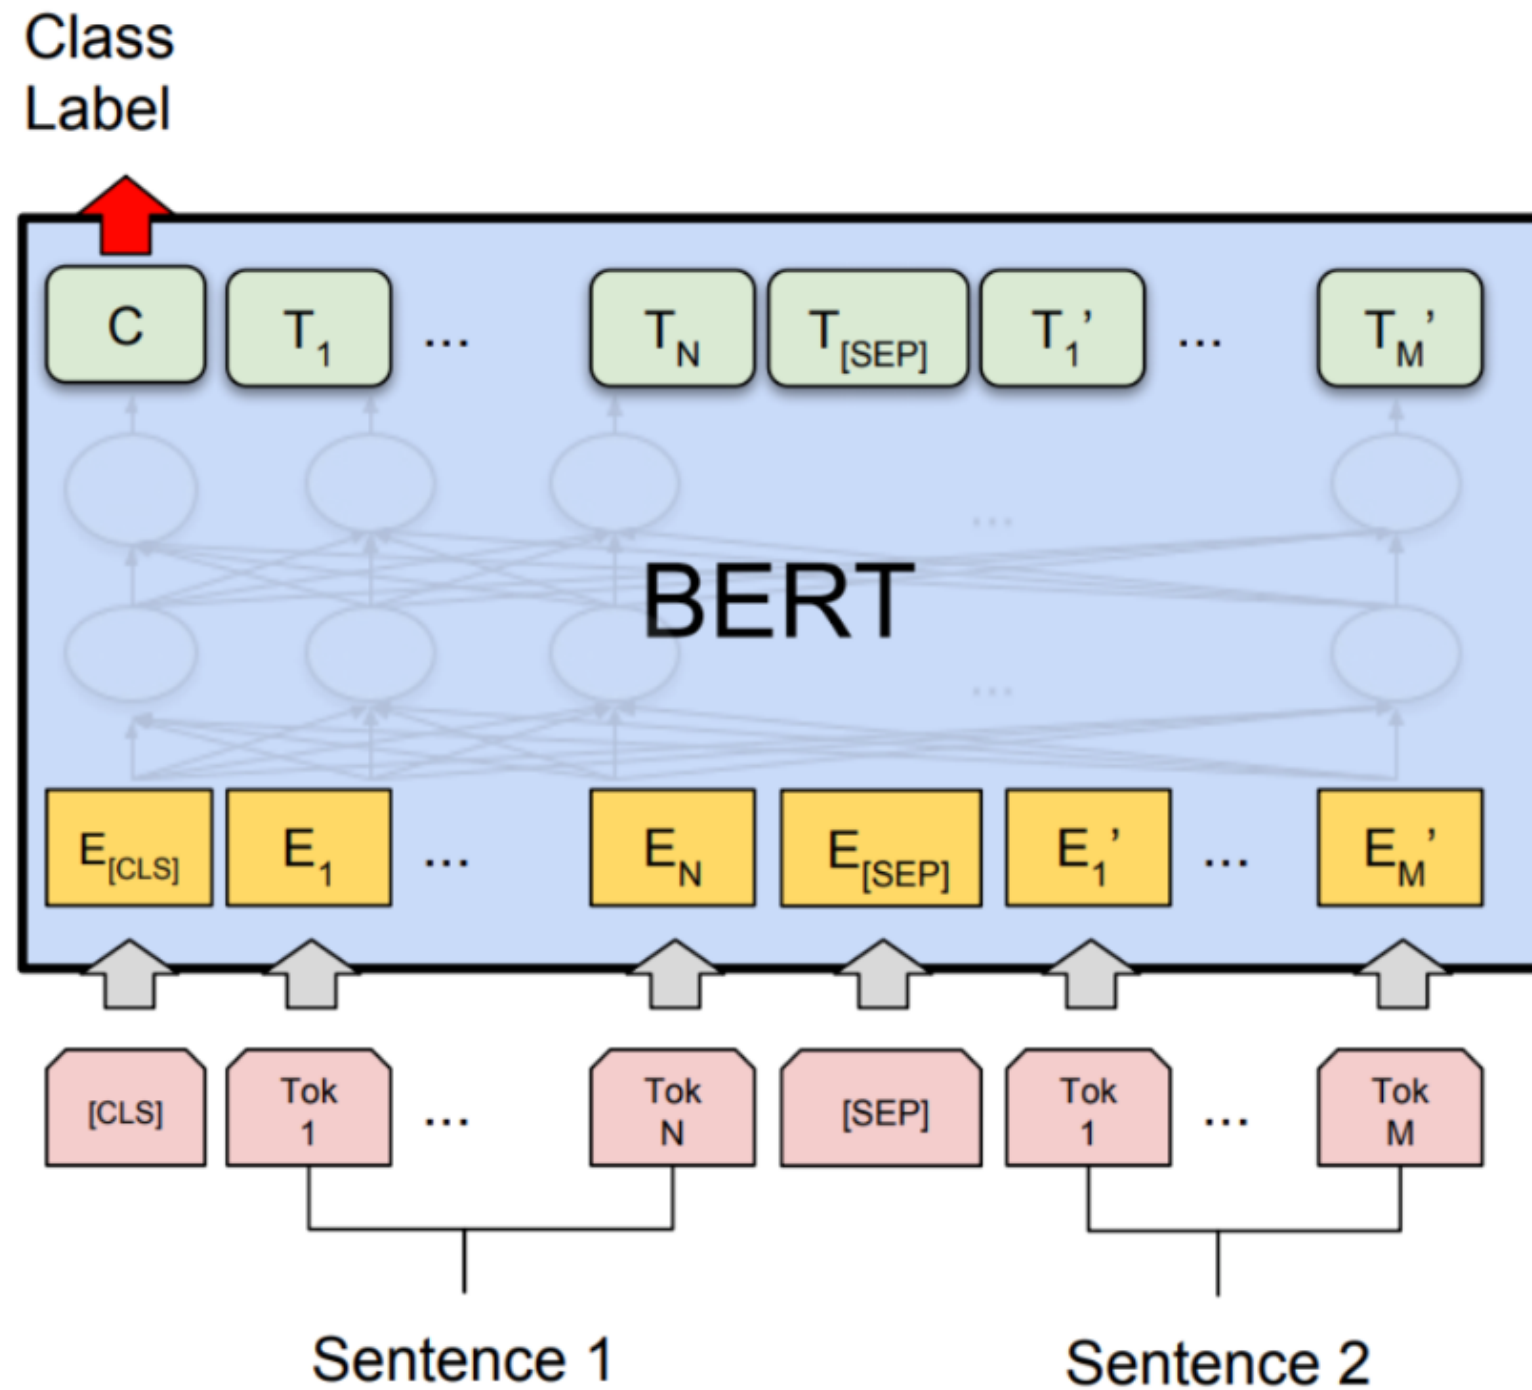 Class
Label
C T1 ... TN T[SEP] T1’ ... TM’
...
BERT
...
E[CLS] E1 ... EN E[SEP] E1’ ... EM’
[CLS] Tok 1 ... Tok N [SEP] Tok 1 ... Tok M
Sentence 1 Sentence 2